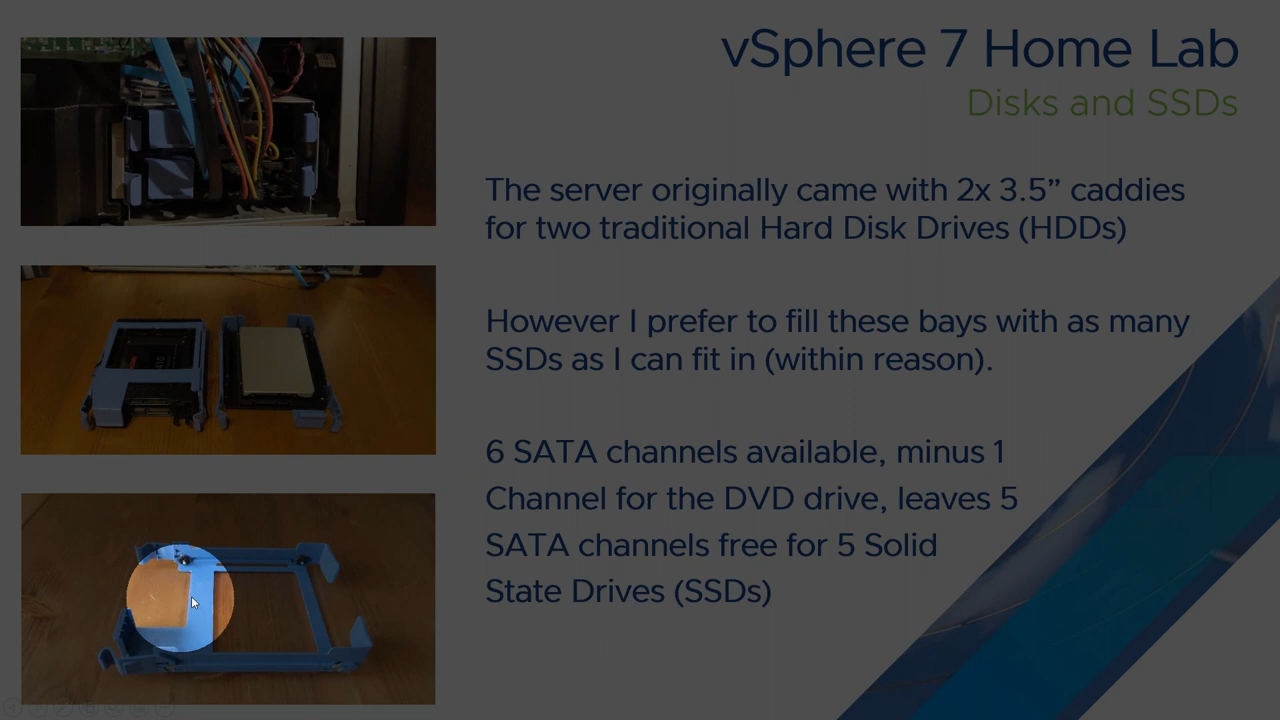 vSphere 7 Home Lab
Disks and SSDs
The server originally came with 2x 3.5” caddies
for two traditional Hard Disk Drives (HDDs)
However I prefer to fill these bays with as many
SSDs as I can fit in (within reason).
6 SATA channels available, minus 1
Channel for the DVD drive, leaves 5
SATA channels free for 5 Solid
State Drives (SSDs)